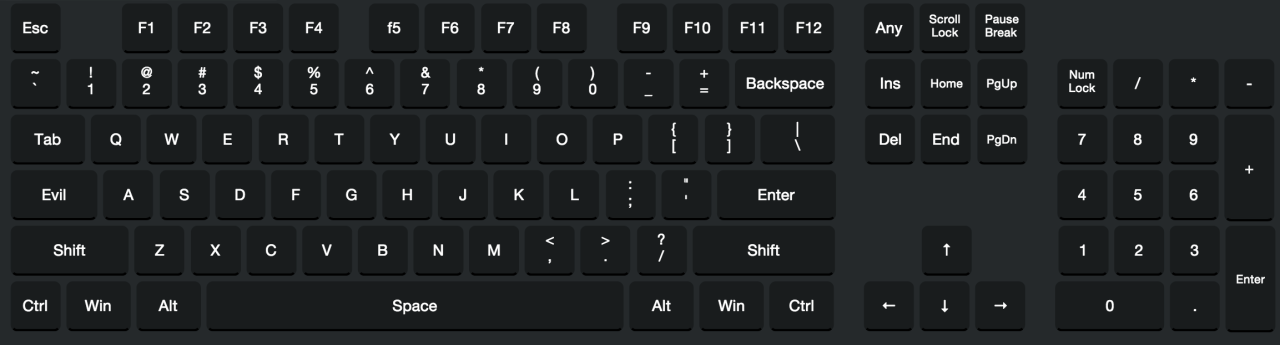 Esc F1 F2 F3 F4 f5 F6 F7 F8 F9 F10 F11 F12 Any Scroll Lock Pause Break
~ ` ! 1 @ 2 # 3 $ 4 % 5 ^ 6 & 7 * 8 ( 9 ) 0 - _ + = Backspace Ins Home PgUp Num Lock / * -
Tab Q W E R T Y U I O P { [ } ] | \ Del End PgDn 7 8 9 +
Evil A S D F G H J K L : ; " ' Enter 4 5 6
Shift Z X C V B N M < , > . ? / Shift ↑ 1 2 3 Enter
Ctrl Win Alt Space Alt Win Ctrl ← ↓ → 0 .